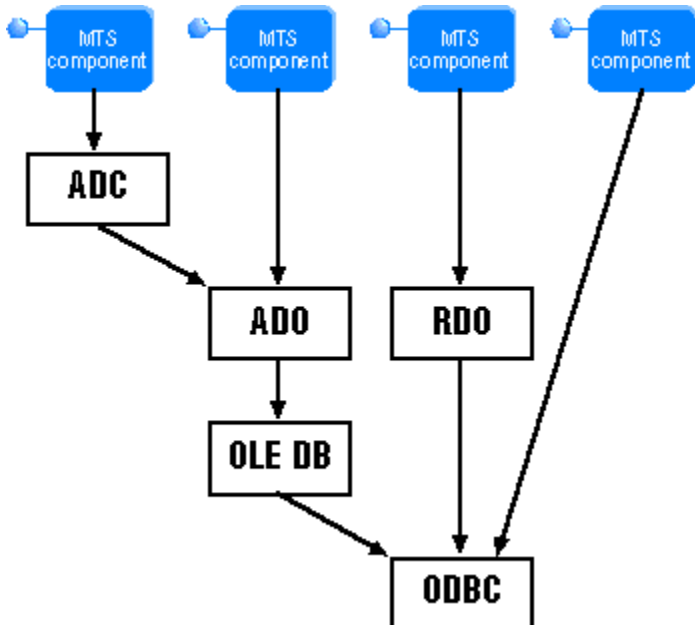 MTS
component
MTS
component
MTS
component
MTS
component
ADC
ADO
RDO
OLE DB
ODBC